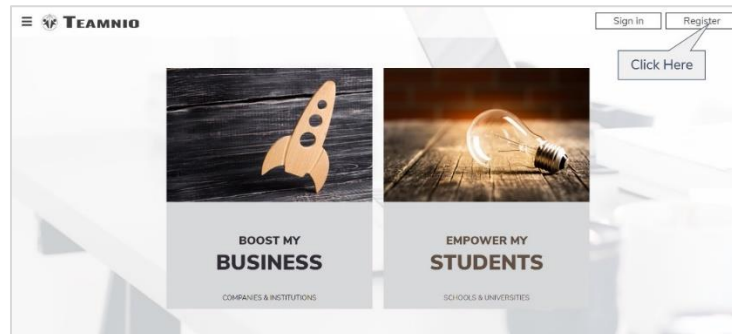 TEAMNIO
Sign in
Register
Click Here
BOOST MY
BUSINESS
COMPANIES & INSTITUTIONS
EMPOWER MY
STUDENTS
SCHOOLS & UNIVERSITIES